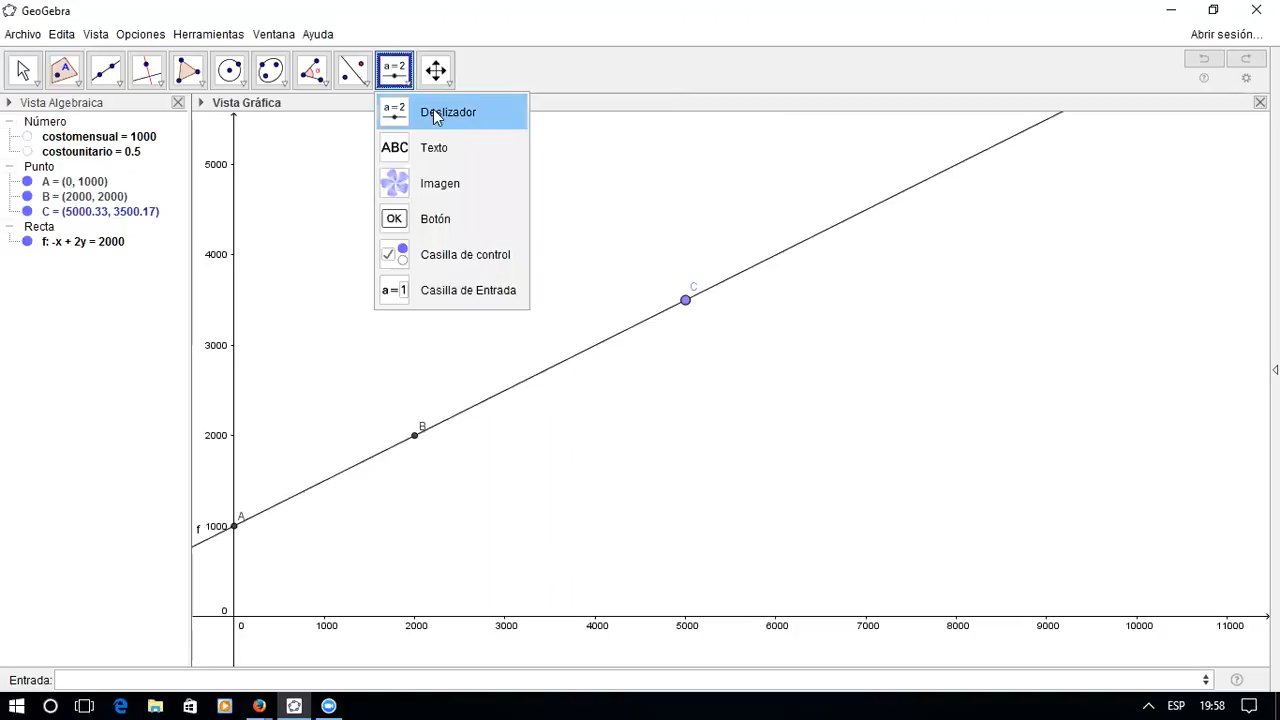 GeoGebra
Archivo Edita Vista Opciones Herramientas Ventana Ayuda
Abrir sesión...
A
a = 2
Vista Algebraica
Vista Gráfica
Número
costomensual = 1000
costounitario = 0.5
Punto
A = (0, 1000)
B = (2000, 2000)
C = (5000.33, 3500.17)
Recta
f: -x + 2y = 2000
a = 2 Deslizador
ABC Texto
Imagen
OK Botón
Casilla de control
a = 1 Casilla de Entrada
5000
4000
3000
2000
1000
0
f
A
B
C
0 1000 2000 3000 4000 5000 6000 7000 8000 9000 10000 11000
Entrada:
ESP 19:58